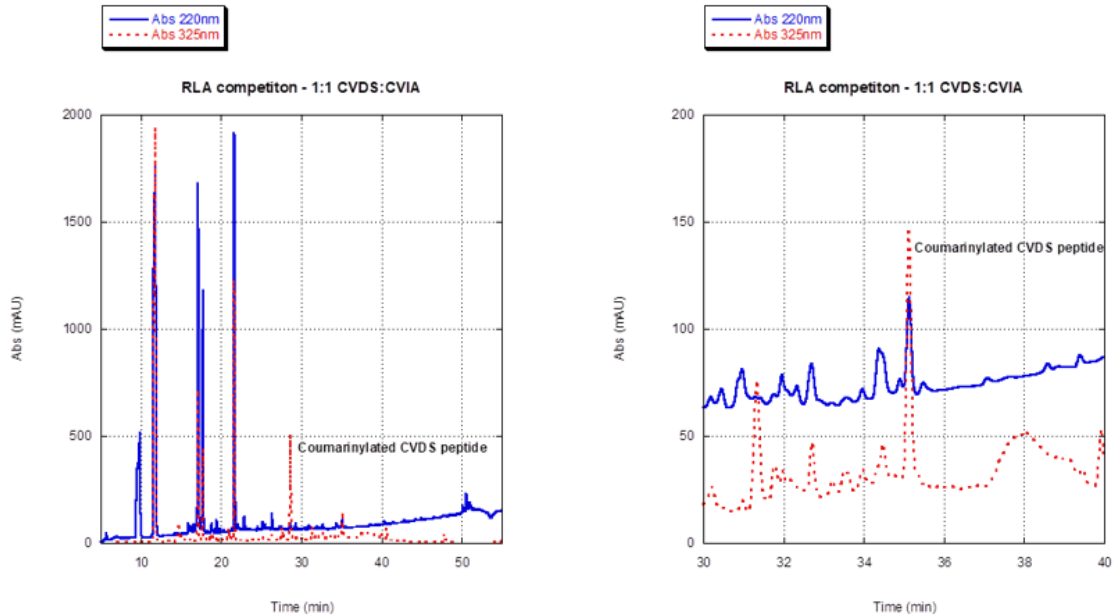 Abs 220nm
Abs 325nm
RLA competiton - 1:1 CVDS:CVIA
2000
1500
1000
500
0
Abs (mAU)
Coumarinylated CVDS peptide
10 20 30 40 50
Time (min)
Abs 220nm
Abs 325nm
RLA competiton - 1:1 CVDS:CVIA
200
150
100
50
0
Abs (mAU)
Coumarinylated CVDS peptide
30 32 34 36 38 40
Time (min)